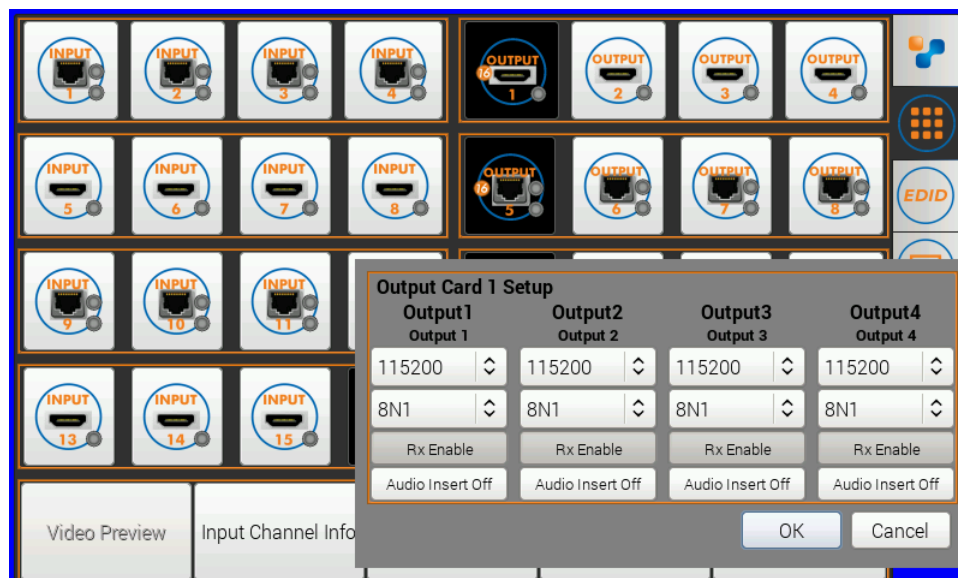 INPUT 1
INPUT 2
INPUT 3
INPUT 4
OUTPUT 16 1
OUTPUT 2
OUTPUT 3
OUTPUT 4
INPUT 5
INPUT 6
INPUT 7
INPUT 8
OUTPUT 16 5
OUTPUT 6
OUTPUT 7
OUTPUT 8
EDID
INPUT 9
INPUT 10
INPUT 11
INPUT 13
INPUT 14
INPUT 15
Output Card 1 Setup
Output1 Output2 Output3 Output4
Output 1 Output 2 Output 3 Output 4
115200 115200 115200 115200
8N1 8N1 8N1 8N1
Rx Enable Rx Enable Rx Enable Rx Enable
Audio Insert Off Audio Insert Off Audio Insert Off Audio Insert Off
OK Cancel
Video Preview Input Channel Info